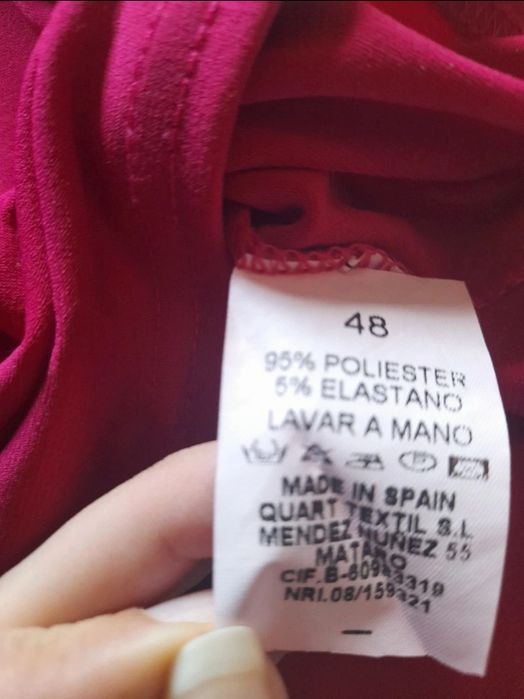 48
95% POLIESTER
5% ELASTANO
LAVAR A MANO
MADE IN SPAIN
QUART TEXTIL S.L
MENDEZ NUÑEZ 55
MATARO